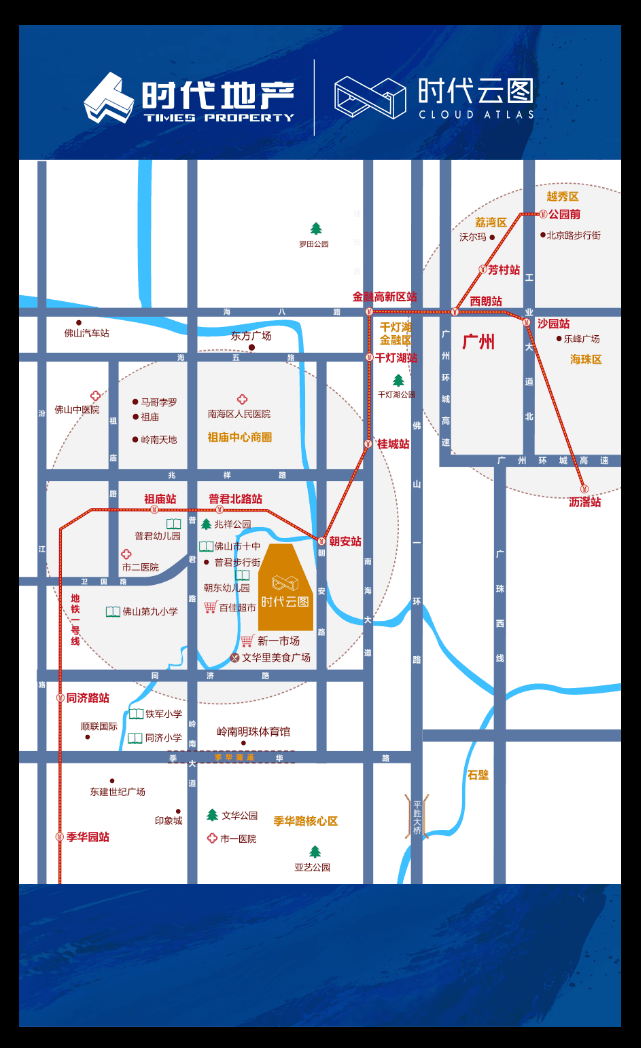 时代地产
TIMES PROPERTY
时代云图
CLOUD ATLAS
越秀区
荔湾区
公园前
沃尔玛
北京路步行街
罗田公园
芳村站
工业大道北
金融高新区站
西朗站
海八路
沙园站
佛山汽车站
东方广场
千灯湖
金融区
广州
乐峰广场
海五路
千灯湖站
海珠区
广州环城高速
千灯湖公园
佛山中医院
马哥孛罗
祖庙
岭南天地
南海区人民医院
祖庙中心商圈
汾江路
祖庙路
佛山一环路
桂城站
广州环城高速
兆祥路
祖庙站
普君北路站
沥滘站
普君幼儿园
兆祥公园
朝安站
佛山市十中
市二医院
普君步行街
普君路
朝安路
南海大道
广珠西线
卫国路
朝东幼儿园
时代云图
地铁一号线
佛山第九小学
百佳超市
新一市场
文华里美食广场
同济路
同济路站
铁军小学
顺联国际
岭南大道
岭南明珠体育馆
同济小学
季华路
季华隧道
石壁
东建世纪广场
印象城
文华公园
季华路核心区
平胜大桥
季华园站
市一医院
亚艺公园